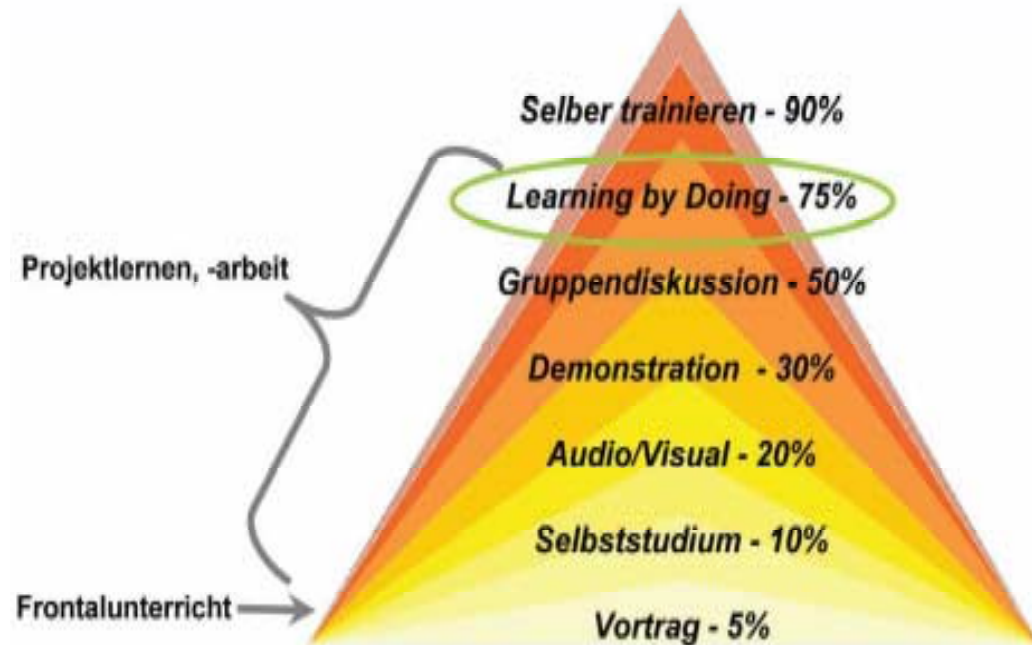 Selber trainieren - 90%
Learning by Doing - 75%
Projektlernen, -arbeit
Gruppendiskussion - 50%
Demonstration - 30%
Audio/Visual - 20%
Selbststudium - 10%
Frontalunterricht
Vortrag - 5%